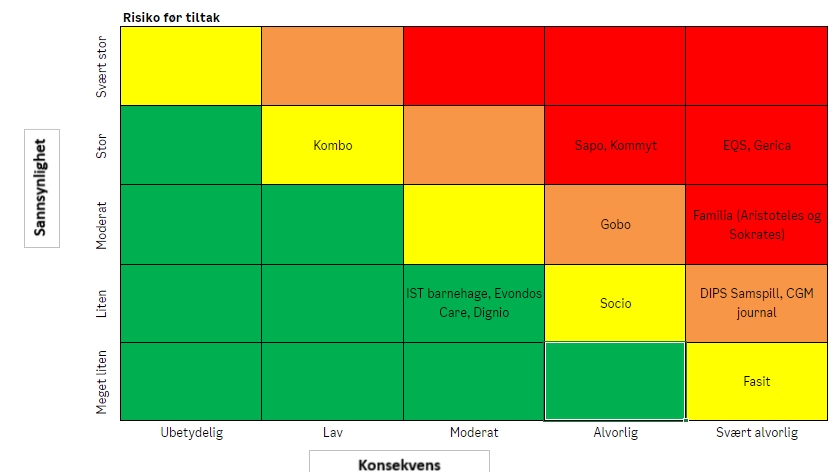 Risiko før tiltak
Sannsynlighet
Svært stor
Stor
Kombo
Sapo, Kommyt
EQS, Gerica
Moderat
Gobo
Familia (Aristoteles og
Sokrates)
Liten
IST barnehage, Evondos
Care, Dignio
Socio
DIPS Samspill, CGM
journal
Meget liten
Fasit
Ubetydelig
Lav
Moderat
Alvorlig
Svært alvorlig
Konsekvens